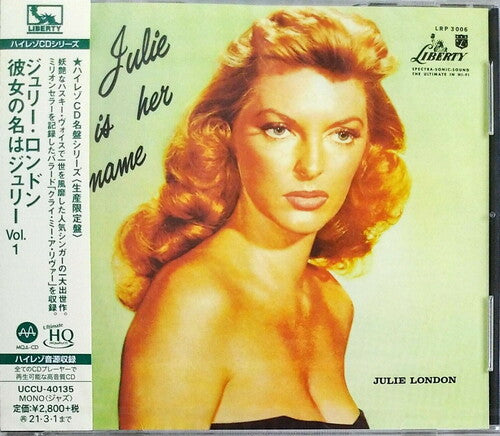 LIBERTY
ハイレゾCDシリーズ
★ハイレゾCD名盤シリーズ〈生産限定盤〉
妖艶なハスキー・ヴォイスで一世を風靡した人気シンガーの一大出世作。
ミリオンセラーを記録したバラード「クライ・ミー・ア・リヴァー」を収録。
ジュリー・ロンドン
彼女の名はジュリー Vol. 1
MQA-CD
Ultimate
HQ
ハイレゾ音源収録
全てのCDプレーヤーで
再生可能な高音質CD
UCCU-40135
MONO〈ジャズ〉
定価:¥2,800+税
21・3・1まで
Julie
is her
name
LRP 3006
LIBERTY
SPECTRA-SONIC-SOUND
THE ULTIMATE IN HI-FI
JULIE LONDON